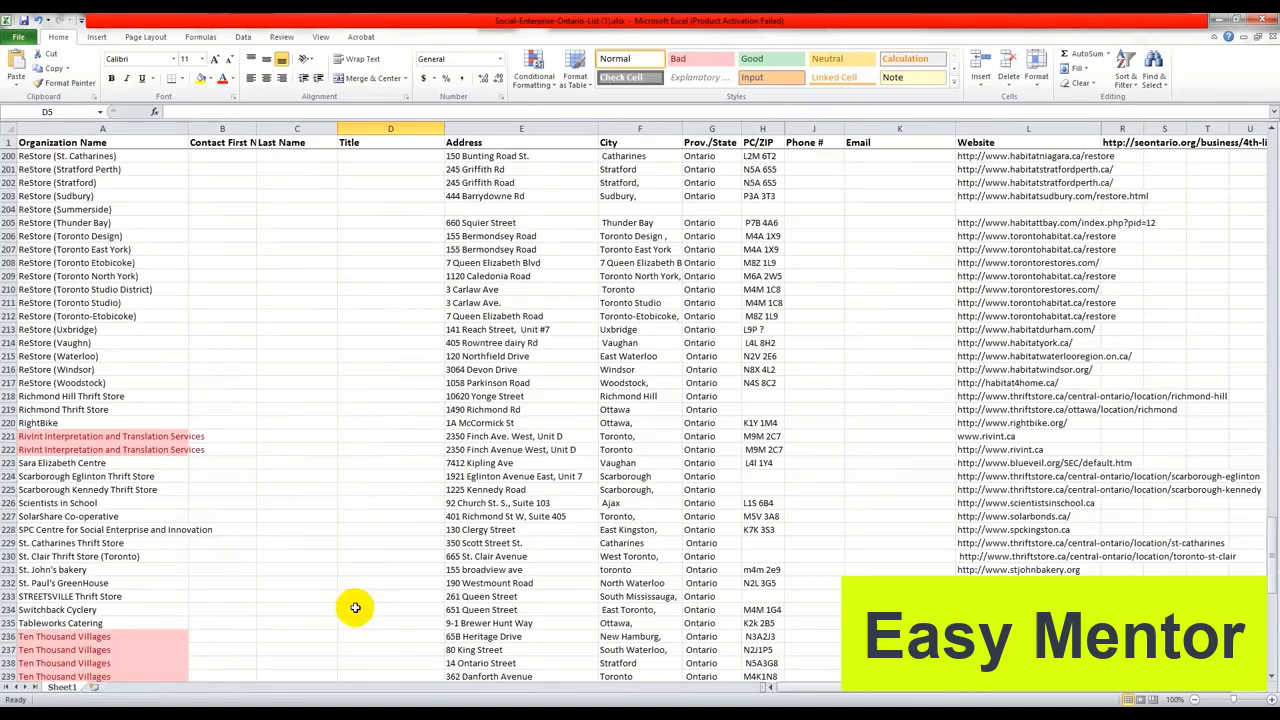 Social-Enterprise-Ontario-List (1).xlsx - Microsoft Excel (Product Activation Failed)
File Home Insert Page Layout Formulas Data Review View Acrobat
Paste Cut Copy Format Painter Clipboard
Calibri 11 B I U A Font
Wrap Text Merge & Center Alignment
General $ % , Number
Conditional Formatting Format as Table Normal Bad Good Neutral Calculation
Check Cell Explanatory ... Input Linked Cell Note Styles
Insert Delete Format Cells
AutoSum Fill Clear Sort & Filter Find & Select Editing
D5 fx
A B C D E F G H J K L R S T U
1 Organization Name Contact First N Last Name Title Address City Prov./State PC/ZIP Phone # Email Website http://seontario.org/business/4th-li
200 ReStore (St. Catharines) 150 Bunting Road St. Catharines Ontario L2M 6T2 http://www.habitatniagara.ca/restore
201 ReStore (Stratford Perth) 245 Griffith Rd Stratford Ontario N5A 6S5 http://www.habitatstratfordperth.ca/
202 ReStore (Stratford) 245 Griffith Road Stratford, Ontario N5A 6S5 http://www.habitatstratfordperth.ca/
203 ReStore (Sudbury) 444 Barrydowne Rd Sudbury, Ontario P3A 3T3 http://www.habitatsudbury.com/restore.html
204 ReStore (Summerside)
205 ReStore (Thunder Bay) 660 Squier Street Thunder Bay Ontario P7B 4A6 http://www.habitattbay.com/index.php?pid=12
206 ReStore (Toronto Design) 155 Bermondsey Road Toronto Design , Ontario M4A 1X9 http://www.torontohabitat.ca/restore
207 ReStore (Toronto East York) 155 Bermondsey Road Toronto East York Ontario M4A 1X9 http://www.torontohabitat.ca/restore
208 ReStore (Toronto Etobicoke) 7 Queen Elizabeth Blvd 7 Queen Elizabeth B Ontario M8Z 1L9 http://www.torontorestores.com/
209 ReStore (Toronto North York) 1120 Caledonia Road Toronto North York, Ontario M6A 2W5 http://www.torontohabitat.ca/restore
210 ReStore (Toronto Studio District) 3 Carlaw Ave Toronto Ontario M4M 1C8 http://www.torontorestores.com/
211 ReStore (Toronto Studio) 3 Carlaw Ave. Toronto Studio Ontario M4M 1C8 http://www.torontohabitat.ca/restore
212 ReStore (Toronto-Etobicoke) 7 Queen Elizabeth Road Toronto-Etobicoke, Ontario M8Z 1L9 http://www.torontohabitat.ca/restore
213 ReStore (Uxbridge) 141 Reach Street, Unit #7 Uxbridge Ontario L9P ? http://www.habitatdurham.com/
214 ReStore (Vaughn) 405 Rowntree dairy Rd Vaughan Ontario L4L 8H2 http://habitatyork.ca/
215 ReStore (Waterloo) 120 Northfield Drive East Waterloo Ontario N2V 2E6 http://www.habitatwaterlooregion.on.ca/
216 ReStore (Windsor) 3064 Devon Drive Windsor Ontario N8X 4L2 http://www.habitatwindsor.org/
217 ReStore (Woodstock) 1058 Parkinson Road Woodstock, Ontario N4S 8C2 http://habitat4home.ca/
218 Richmond Hill Thrift Store 10620 Yonge Street Richmond Hill Ontario http://www.thriftstore.ca/central-ontario/location/richmond-hill
219 Richmond Thrift Store 1490 Richmond Rd Ottawa Ontario http://www.thriftstore.ca/ottawa/location/richmond
220 RightBike 1A McCormick St Ottawa, Ontario K1Y 1M4 http://www.rightbike.org/
221 RivInt Interpretation and Translation Services 2350 Finch Ave. West, Unit D Toronto, Ontario M9M 2C7 www.rivint.ca
222 RivInt Interpretation and Translation Services 2350 Finch Avenue West, Unit D Toronto Ontario M9M 2C7 http://www.rivint.ca
223 Sara Elizabeth Centre 7412 Kipling Ave Vaughan Ontario L4l 1Y4 http://www.blueveil.org/SEC/default.htm
224 Scarborough Eglinton Thrift Store 1921 Eglinton Avenue East, Unit 7 Scarborough Ontario http://www.thriftstore.ca/central-ontario/location/scarborough-eglinton
225 Scarborough Kennedy Thrift Store 1225 Kennedy Road Scarborough, Ontario http://www.thriftstore.ca/central-ontario/location/scarborough-kennedy
226 Scientists in School 92 Church St. S., Suite 103 Ajax Ontario L1S 6B4 http://www.scientistsinschool.ca
227 SolarShare Co-operative 401 Richmond St W, Suite 405 Toronto, Ontario M5V 3A8 http://www.solarbonds.ca/
228 SPC Centre for Social Enterprise and Innovation 130 Clergy Street East Kingston, Ontario K7K 3S3 http://www.spckingston.ca
229 St. Catharines Thrift Store 350 Scott Street St. Catharines Ontario http://www.thriftstore.ca/central-ontario/location/st-catharines
230 St. Clair Thrift Store (Toronto) 665 St. Clair Avenue West Toronto, Ontario http://www.thriftstore.ca/central-ontario/location/toronto-st-clair
231 St. John's bakery 155 broadview ave toronto Ontario m4m 2e9 http://www.stjohnbakery.org
232 St. Paul's GreenHouse 190 Westmount Road North Waterloo Ontario N2L 3G5
233 STREETSVILLE Thrift Store 261 Queen Street South Mississauga, Ontario
234 Switchback Cyclery 651 Queen Street East Toronto, Ontario M4M 1G4
235 Tableworks Catering 9-1 Brewer Hunt Way Ottawa, Ontario K2k 2B5
236 Ten Thousand Villages 65B Heritage Drive New Hamburg, Ontario N3A2J3
237 Ten Thousand Villages 80 King Street South Waterloo, Ontario N2J1P5
238 Ten Thousand Villages 14 Ontario Street Stratford Ontario N5A3G8
239 Ten Thousand Villages 362 Danforth Avenue Toronto Ontario M4K1N8
Easy Mentor
Sheet1
Ready 100%